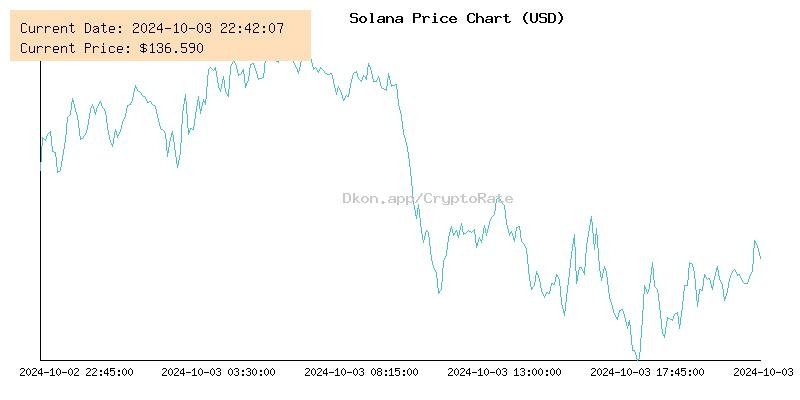 Solana Price Chart (USD)
Current Date: 2024-10-03 22:42:07
Current Price: $136.590
Dkon.app/CryptoRate
2024-10-02 22:45:00 2024-10-03 03:30:00 2024-10-03 08:15:00 2024-10-03 13:00:00 2024-10-03 17:45:00 2024-10-03